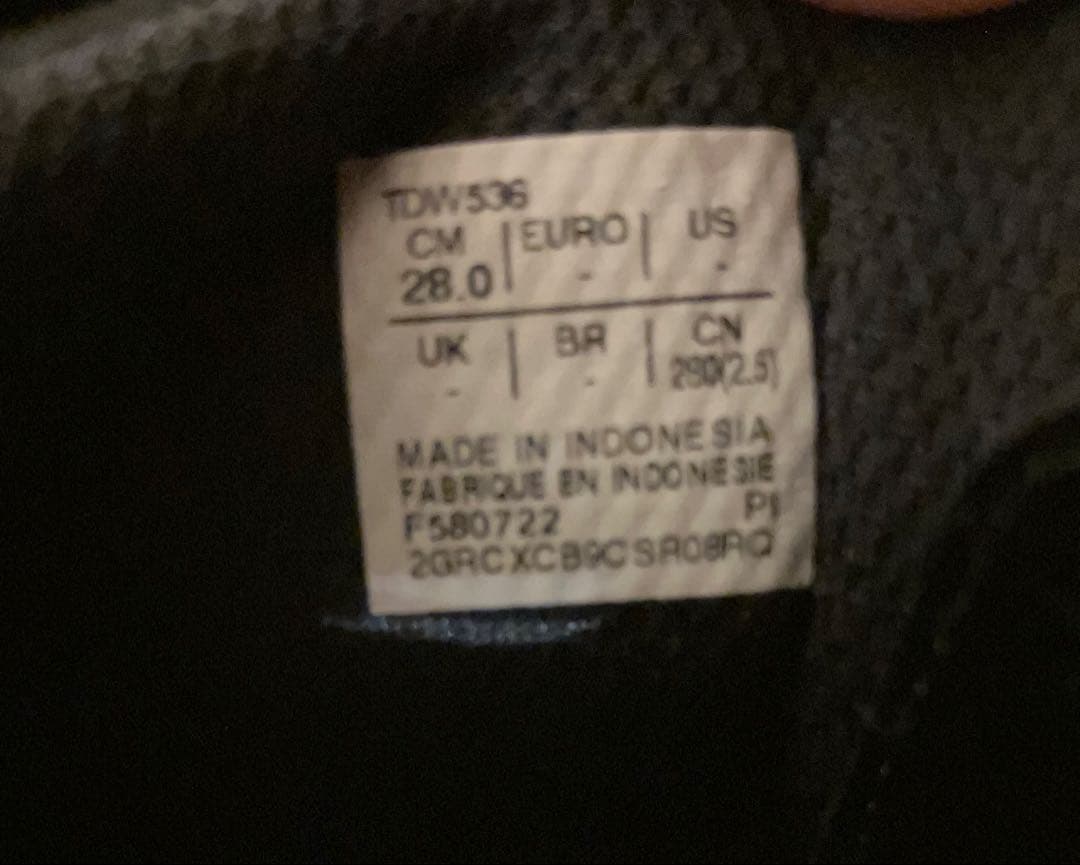 TDW536
CM | EURO | US
28.0 | - | -
UK | BR | CN
- | - | 280(2.5)
MADE IN INDONESIA
FABRIQUE EN INDONESIE
F580722 PI